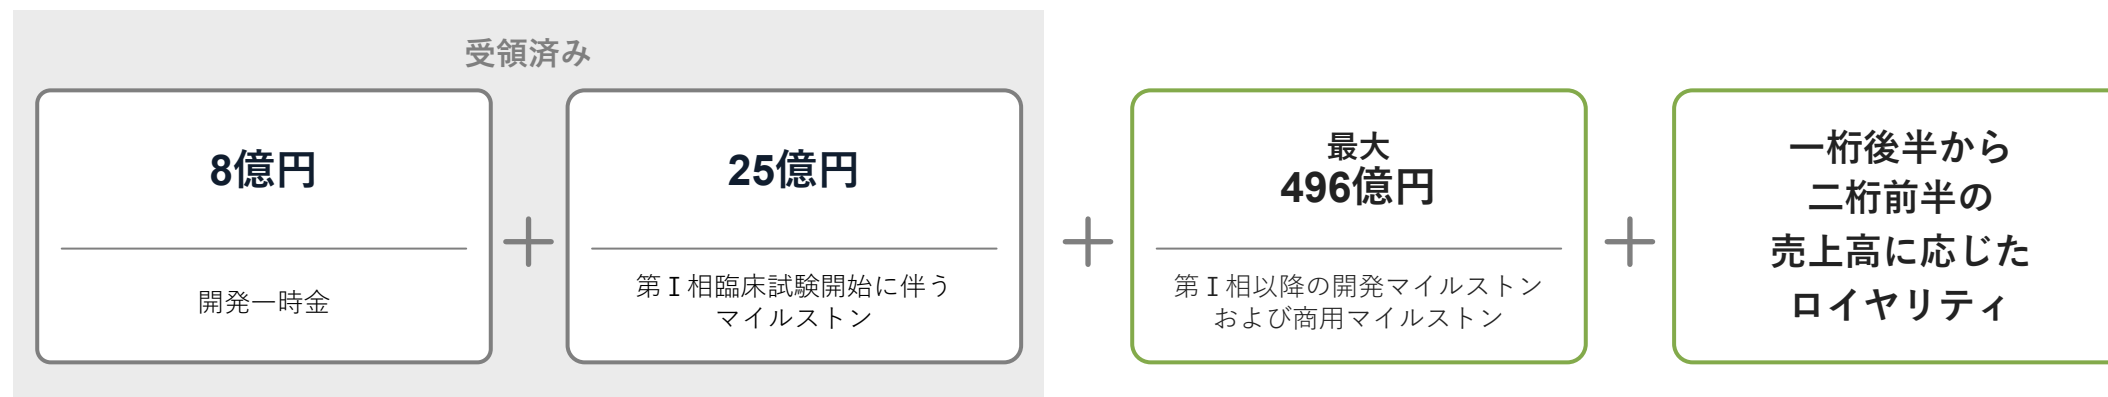 受領済み
8億円
開発一時金
25億円
第Ⅰ相臨床試験開始に伴う
マイルストン
最大
496億円
第Ⅰ相以降の開発マイルストン
および商用マイルストン
一桁後半から
二桁前半の
売上高に応じた
ロイヤリティ